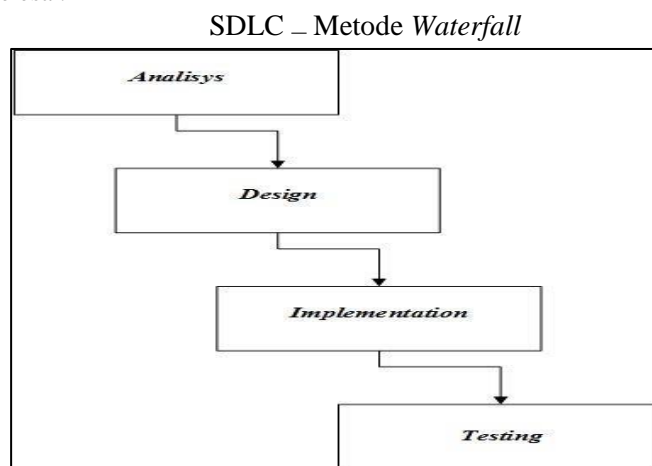 SDLC – Metode Waterfall
Analisys
Design
Implementation
Testing